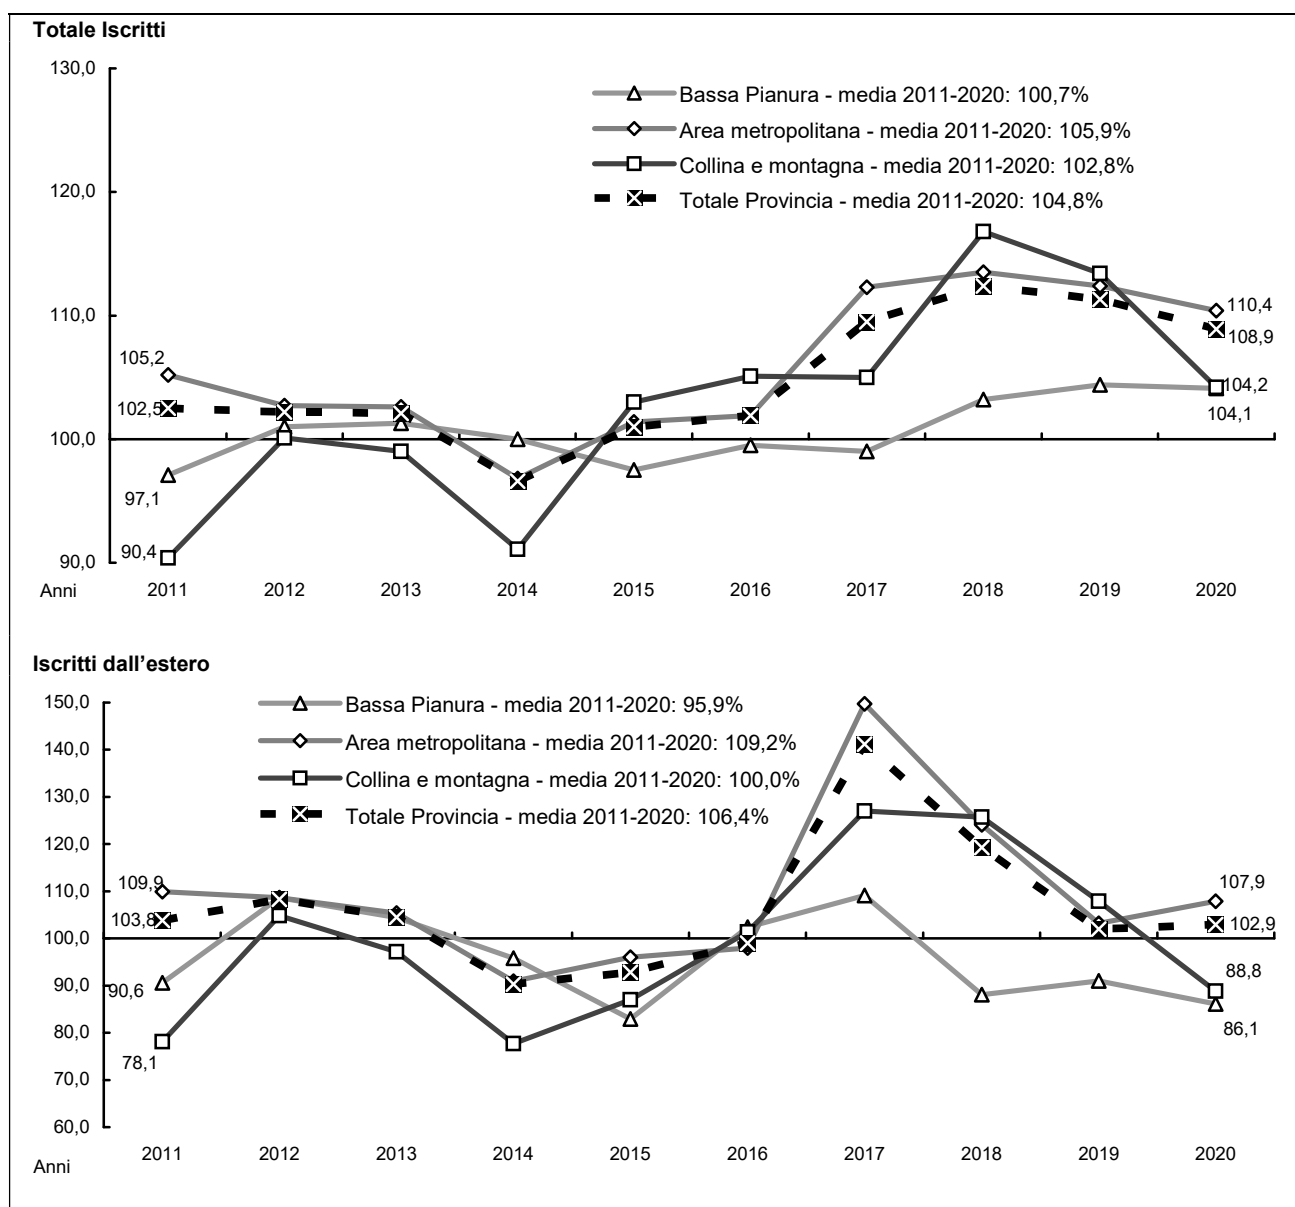 Totale Iscritti
130,0
Bassa Pianura - media 2011-2020: 100,7%
Area metropolitana - media 2011-2020: 105,9%
Collina e montagna - media 2011-2020: 102,8%
Totale Provincia - media 2011-2020: 104,8%
120,0
110,0
100,0
90,0
105,2
102,5
97,1
90,4
110,4
108,9
104,2
104,1
Anni 2011 2012 2013 2014 2015 2016 2017 2018 2019 2020
Iscritti dall'estero
150,0
Bassa Pianura - media 2011-2020: 95,9%
Area metropolitana - media 2011-2020: 109,2%
Collina e montagna - media 2011-2020: 100,0%
Totale Provincia - media 2011-2020: 106,4%
140,0
130,0
120,0
110,0
100,0
90,0
80,0
70,0
60,0
109,9
103,8
90,6
78,1
107,9
102,9
88,8
86,1
Anni 2011 2012 2013 2014 2015 2016 2017 2018 2019 2020